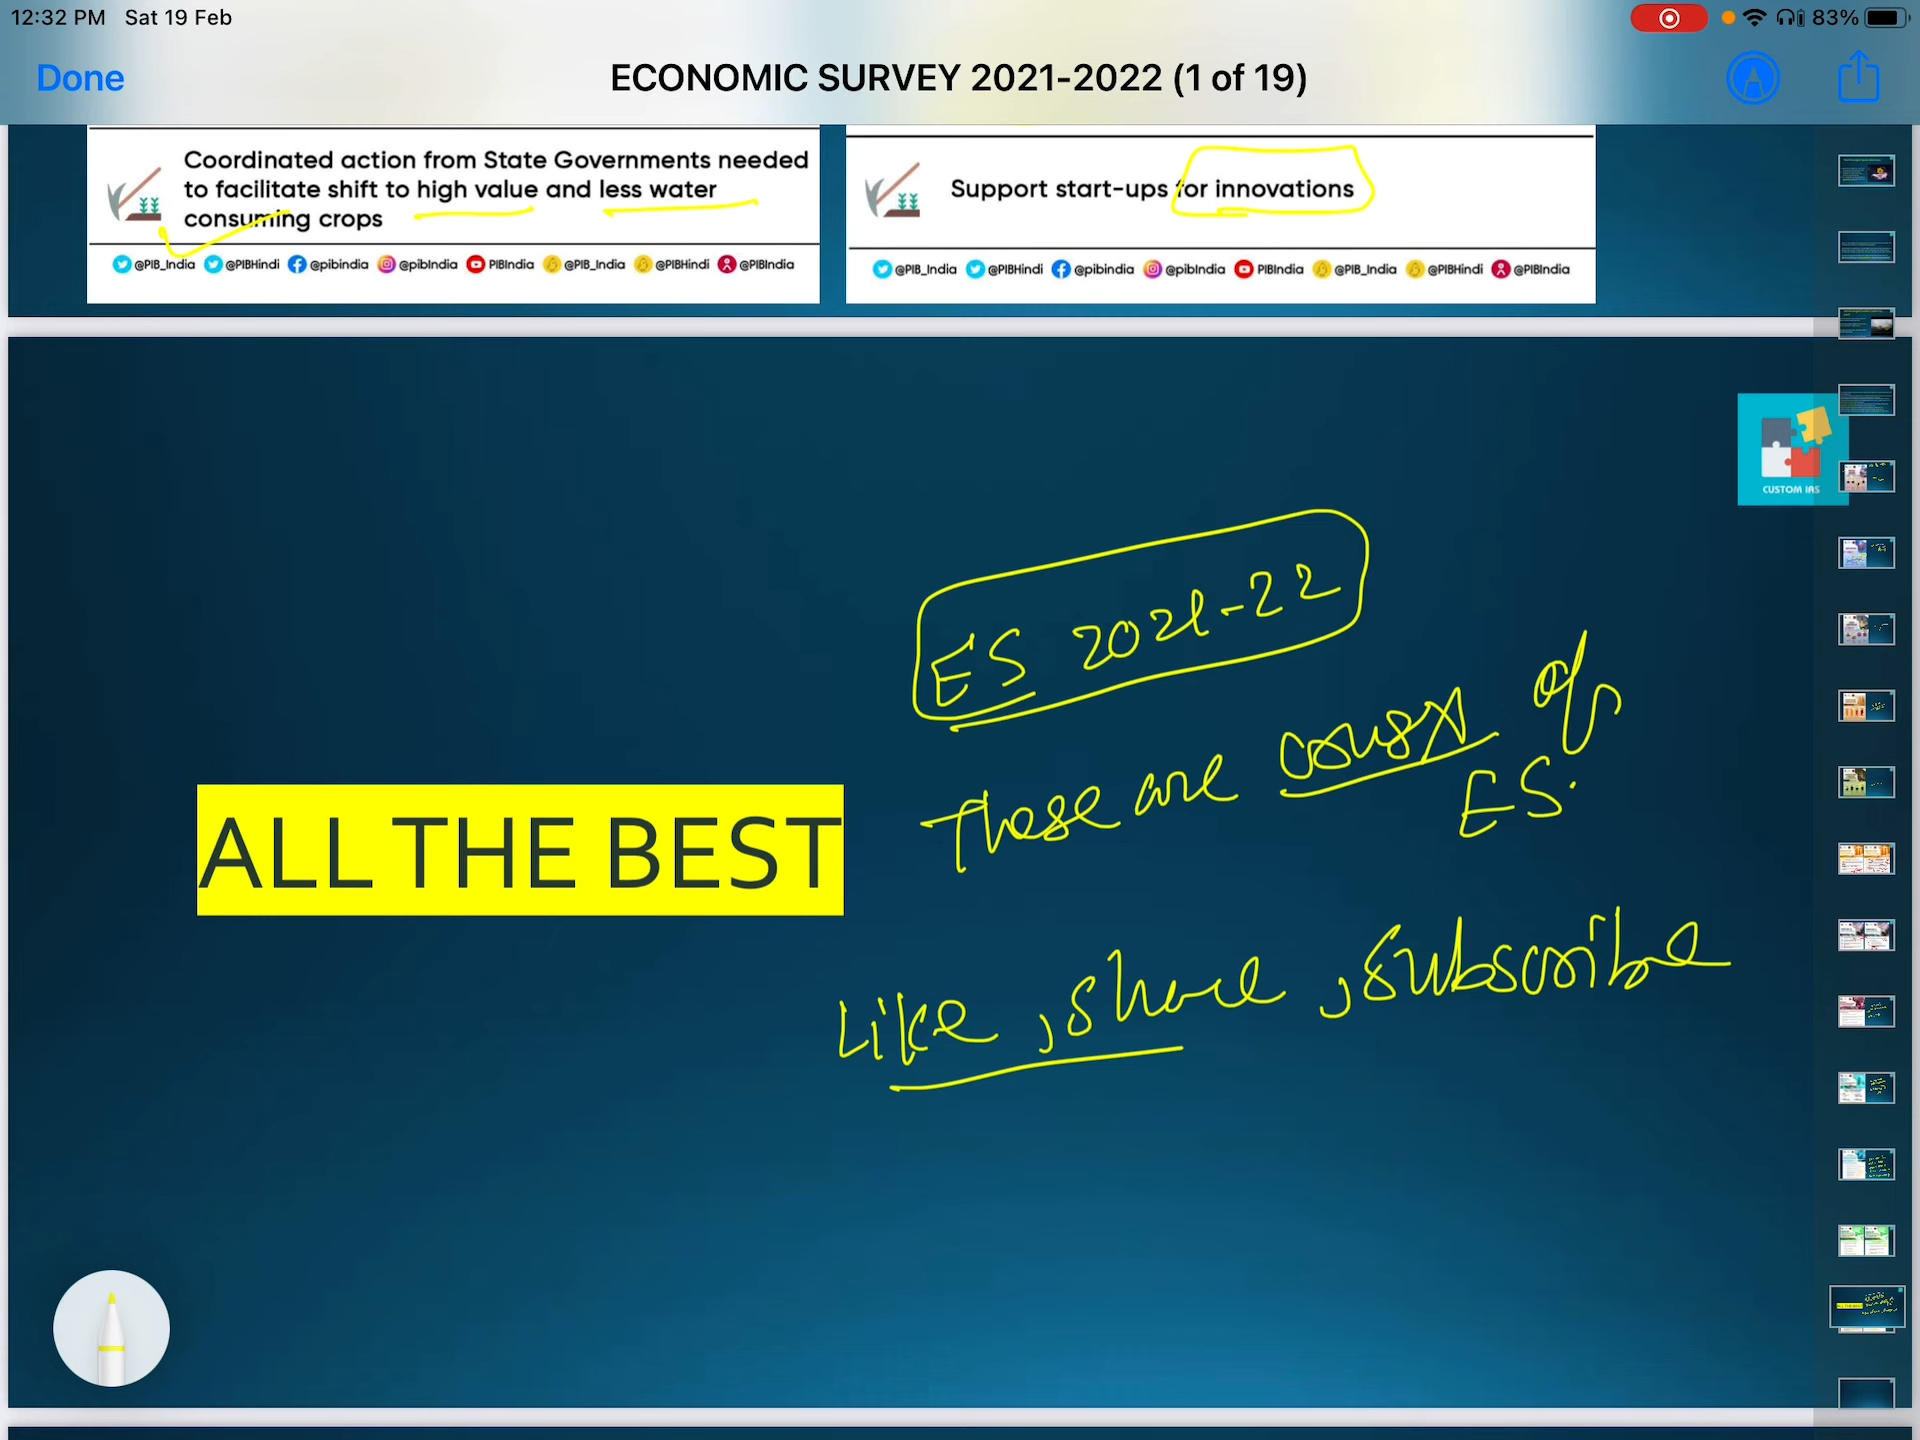 12:32 PM Sat 19 Feb
83%
Done
ECONOMIC SURVEY 2021-2022 (1 of 19)
Coordinated action from State Governments needed
to facilitate shift to high value and less water
consuming crops
@PIB_India @PIBHindi @pibindia @pibindia PIBIndia @PIB_India @PIBHindi @PIBIndia
Support start-ups for innovations
@PIB_India @PIBHindi @pibindia @pibindia PIBIndia @PIB_India @PIBHindi @PIBIndia
CUSTOM IAS
ES 2021-22
These are of
ES.
ALL THE BEST
Like, share, subscribe